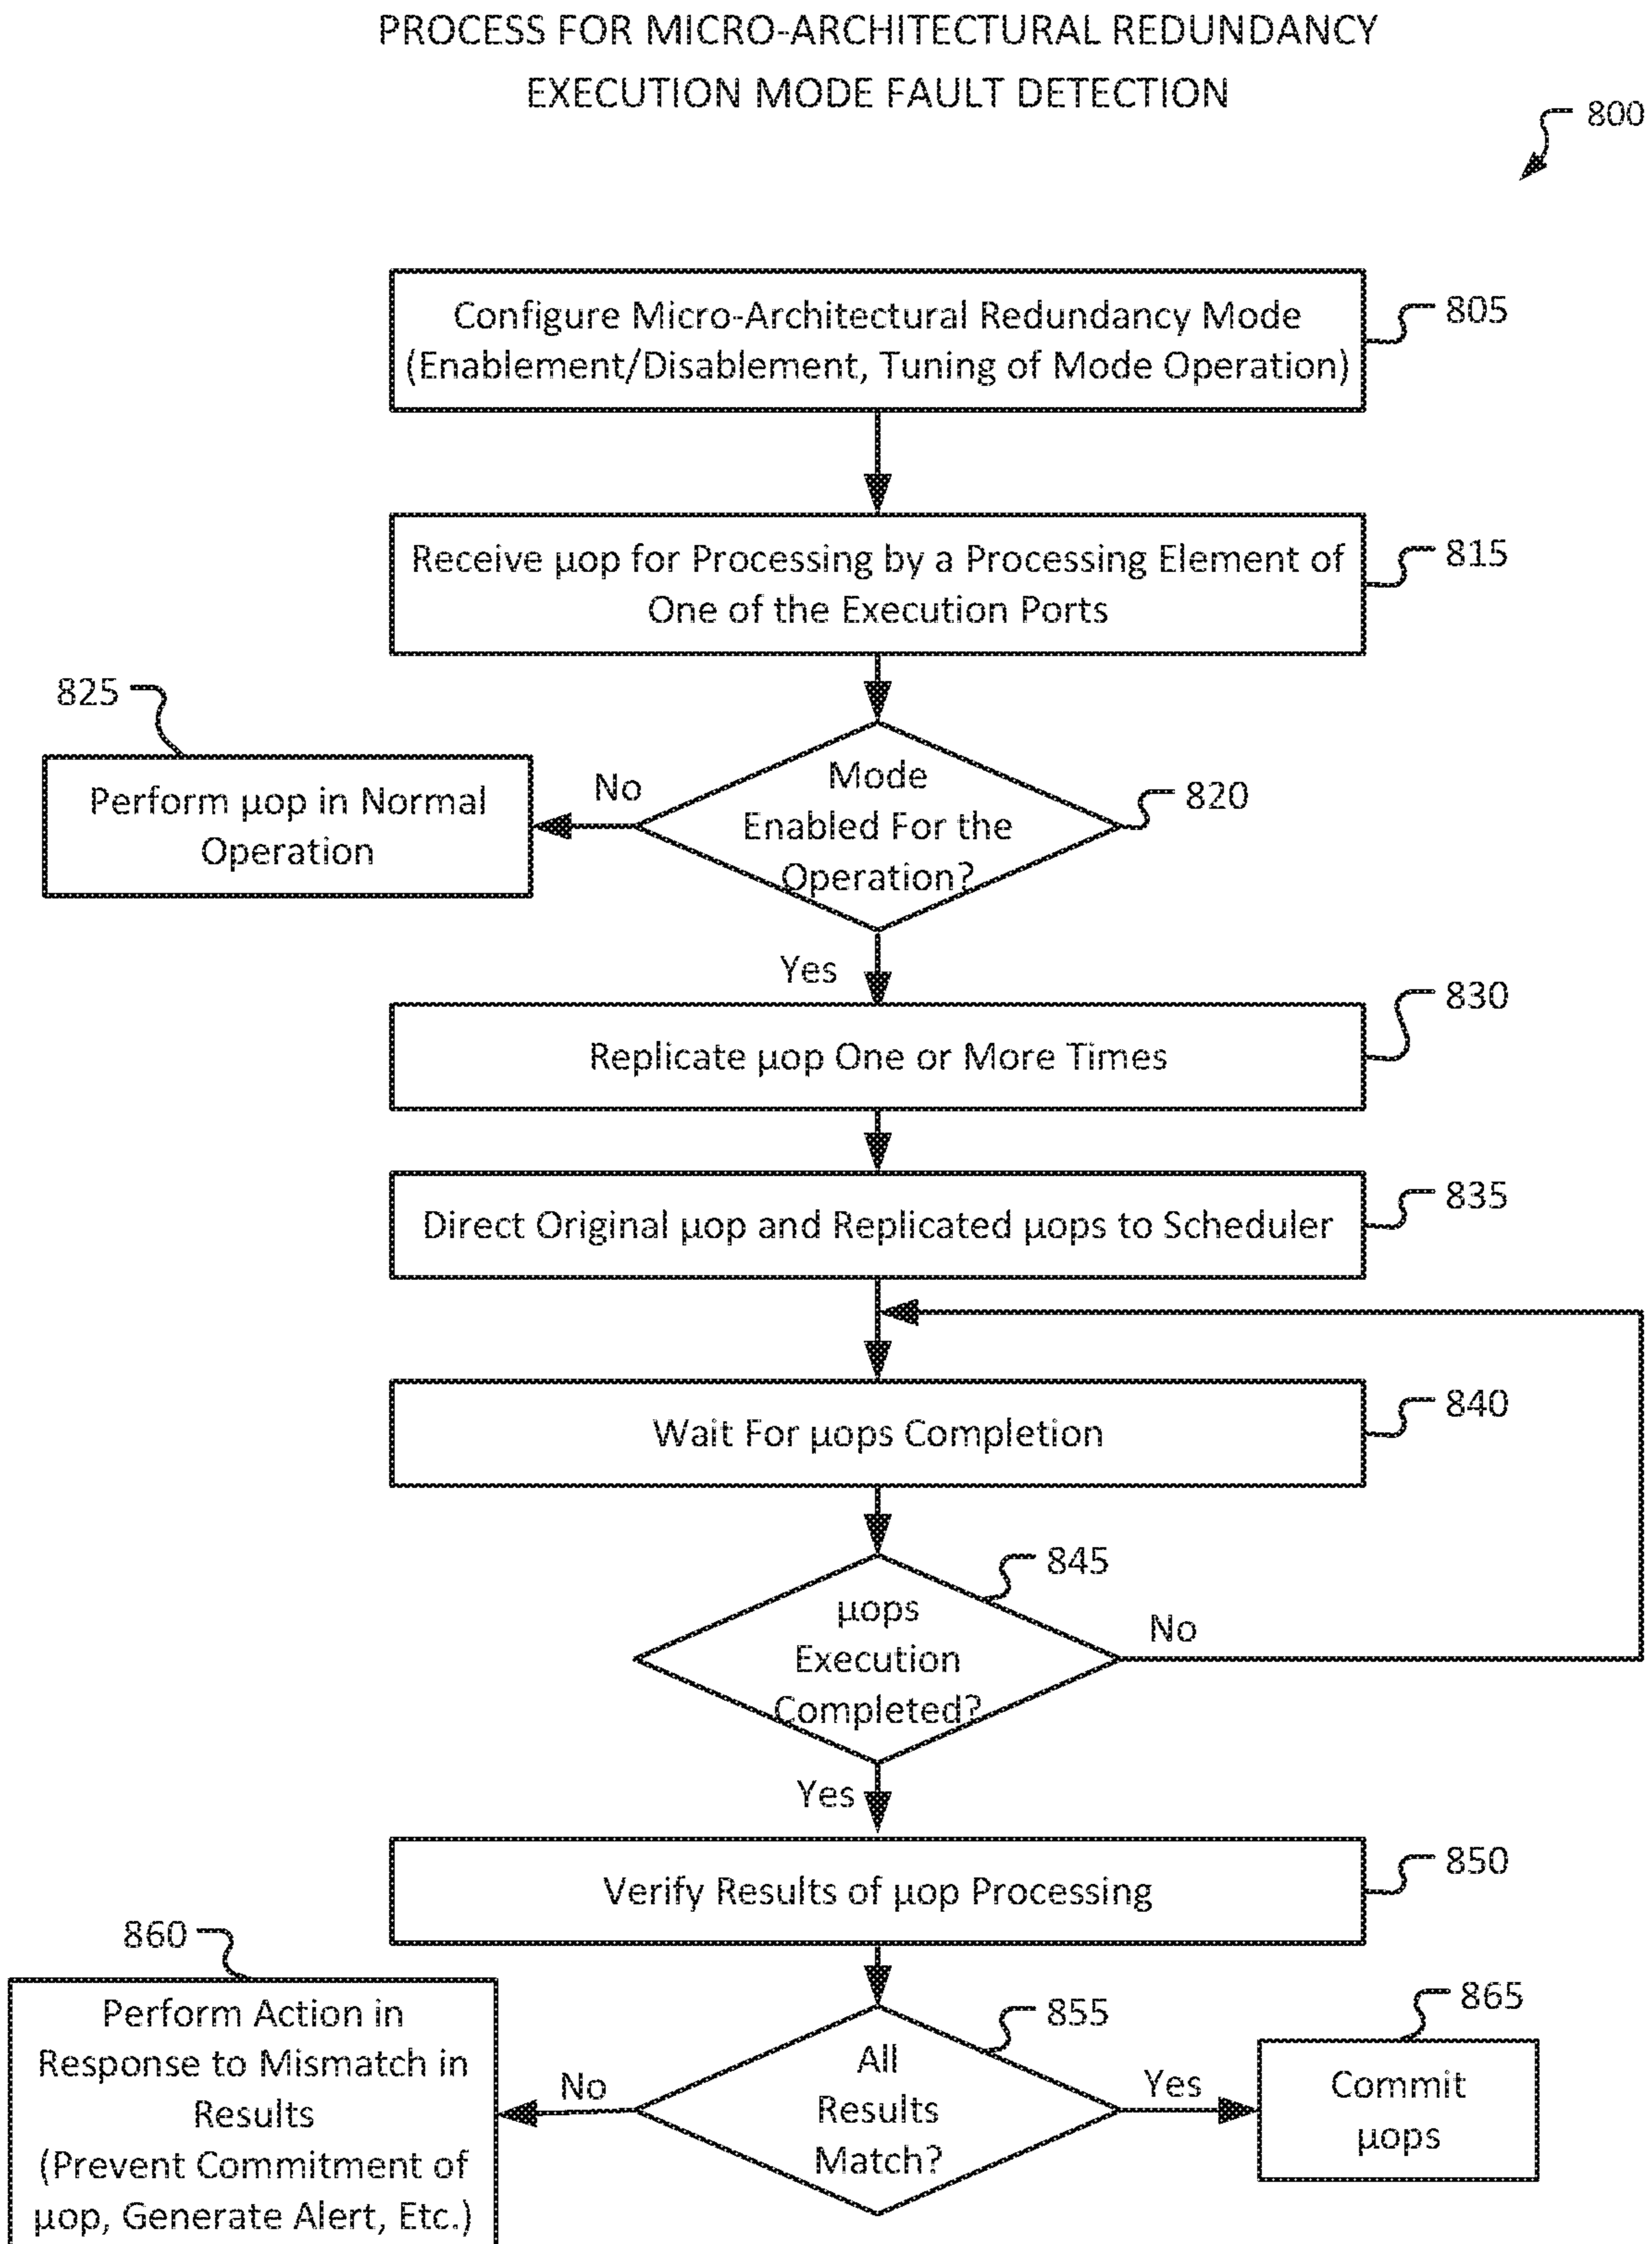 PROCESS FOR MICRO-ARCHITECTURAL REDUNDANCY
EXECUTION MODE FAULT DETECTION
800
Configure Micro-Architectural Redundancy Mode
(Enablement/Disablement, Tuning of Mode Operation)
805
Receive µop for Processing by a Processing Element of
One of the Execution Ports
815
825
Perform µop in Normal
Operation
No
Mode
Enabled For the
Operation?
820
Yes
830
Replicate µop One or More Times
Direct Original µop and Replicated µops to Scheduler
835
Wait For µops Completion
840
845
µops
Execution
Completed?
No
Yes
Verify Results of µop Processing
850
860
Perform Action in
Response to Mismatch in
Results
(Prevent Commitment of
µop, Generate Alert, Etc.)
No
All
Results
Match?
855
Yes
865
Commit
µops